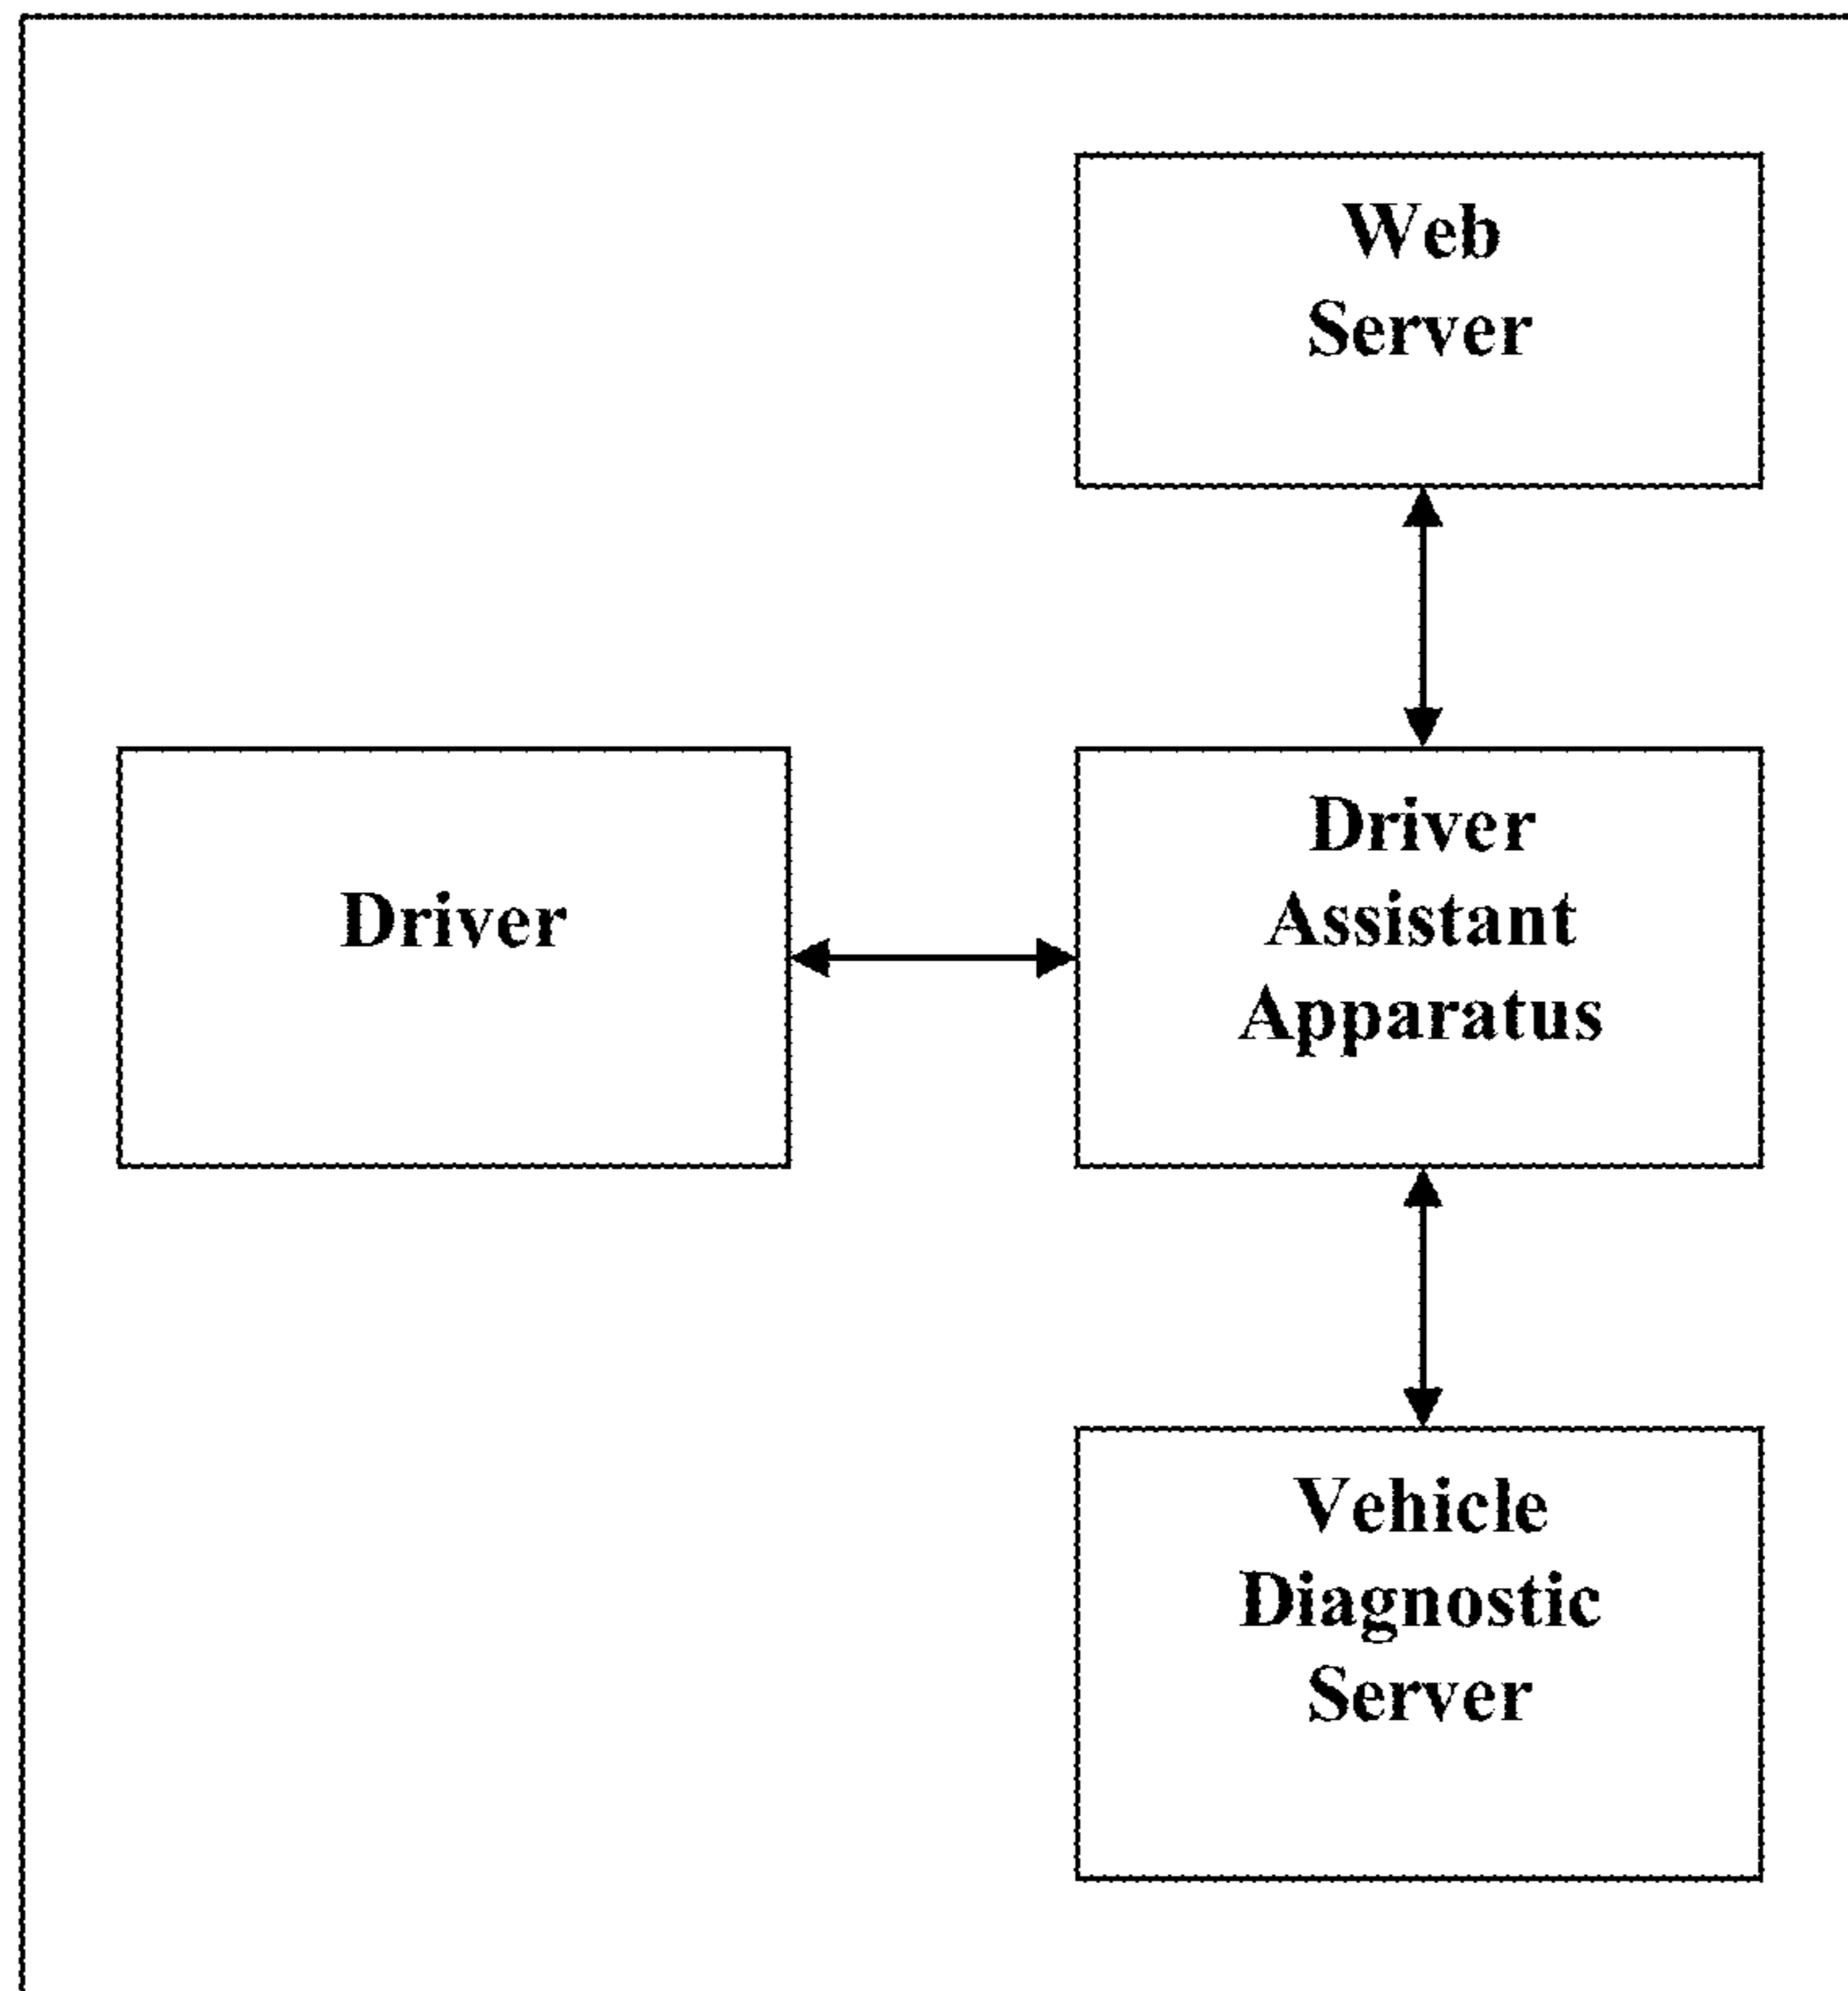 Web
Server
Driver
Driver
Assistant
Apparatus
Vehicle
Diagnostic
Server